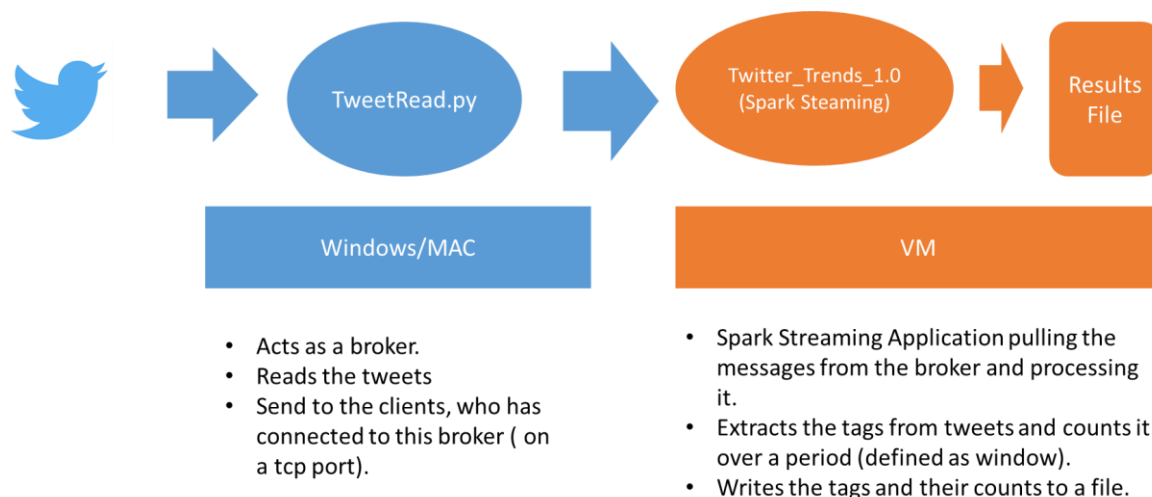 TweetRead.py
Twitter_Trends_1.0
(Spark Steaming)
Results
File
Windows/MAC
VM
• Acts as a broker.
• Reads the tweets
• Send to the clients, who has
connected to this broker ( on
a tcp port).
• Spark Streaming Application pulling the
messages from the broker and processing
it.
• Extracts the tags from tweets and counts it
over a period (defined as window).
• Writes the tags and their counts to a file.